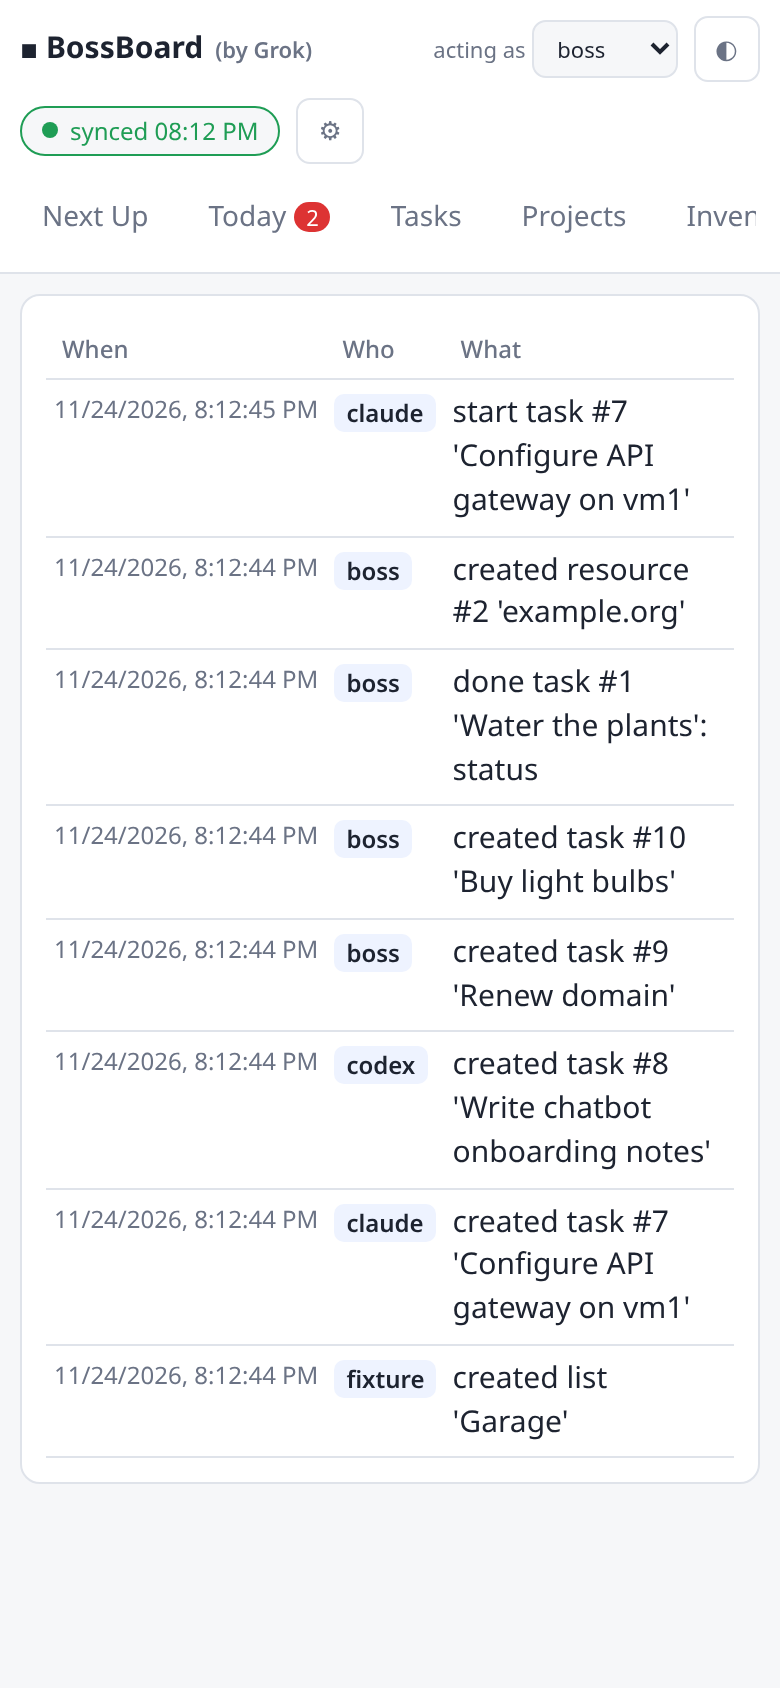 ■ BossBoard (by Grok) acting as boss
synced 08:12 PM
Next Up Today 2 Tasks Projects Inven
When Who What
11/24/2026, 8:12:45 PM claude start task #7
'Configure API
gateway on vm1'
11/24/2026, 8:12:44 PM boss created resource
#2 'example.org'
11/24/2026, 8:12:44 PM boss done task #1
'Water the plants':
status
11/24/2026, 8:12:44 PM boss created task #10
'Buy light bulbs'
11/24/2026, 8:12:44 PM boss created task #9
'Renew domain'
11/24/2026, 8:12:44 PM codex created task #8
'Write chatbot
onboarding notes'
11/24/2026, 8:12:44 PM claude created task #7
'Configure API
gateway on vm1'
11/24/2026, 8:12:44 PM fixture created list
'Garage'